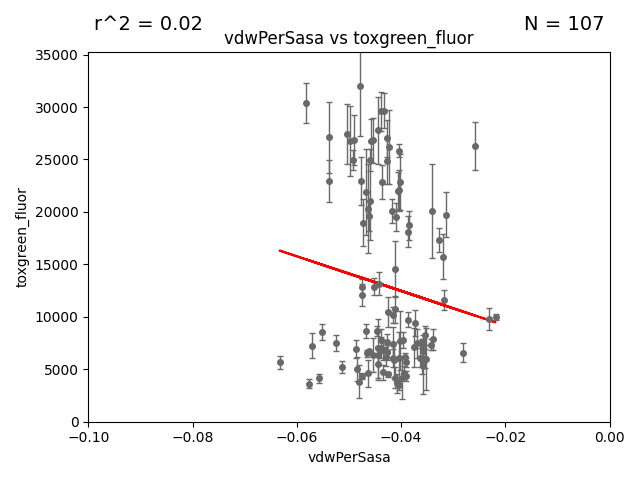 r^2 = 0.02
N = 107
vdwPerSasa vs toxgreen_fluor
35000
30000
25000
20000
15000
10000
5000
0
toxgreen_fluor
−0.10
−0.08
−0.06
−0.04
−0.02
0.00
vdwPerSasa